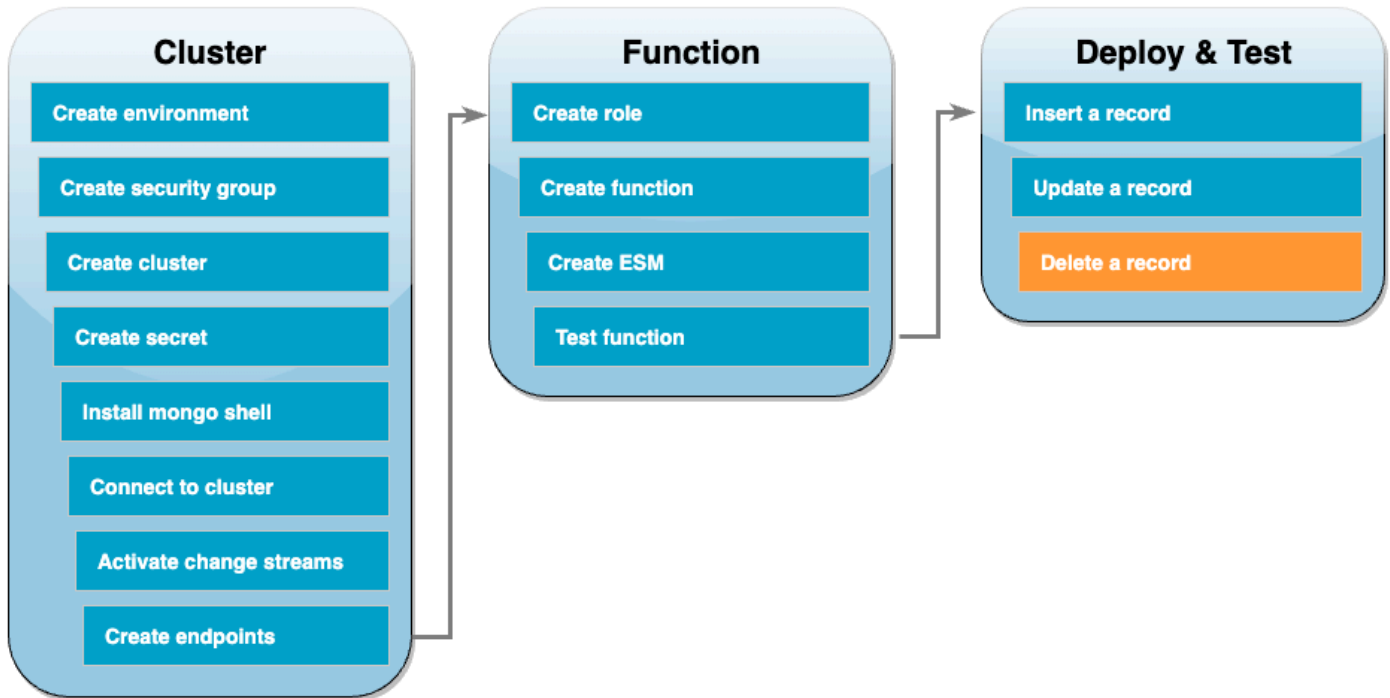 Cluster
Create environment
Create security group
Create cluster
Create secret
Install mongo shell
Connect to cluster
Activate change streams
Create endpoints
Function
Create role
Create function
Create ESM
Test function
Deploy & Test
Insert a record
Update a record
Delete a record